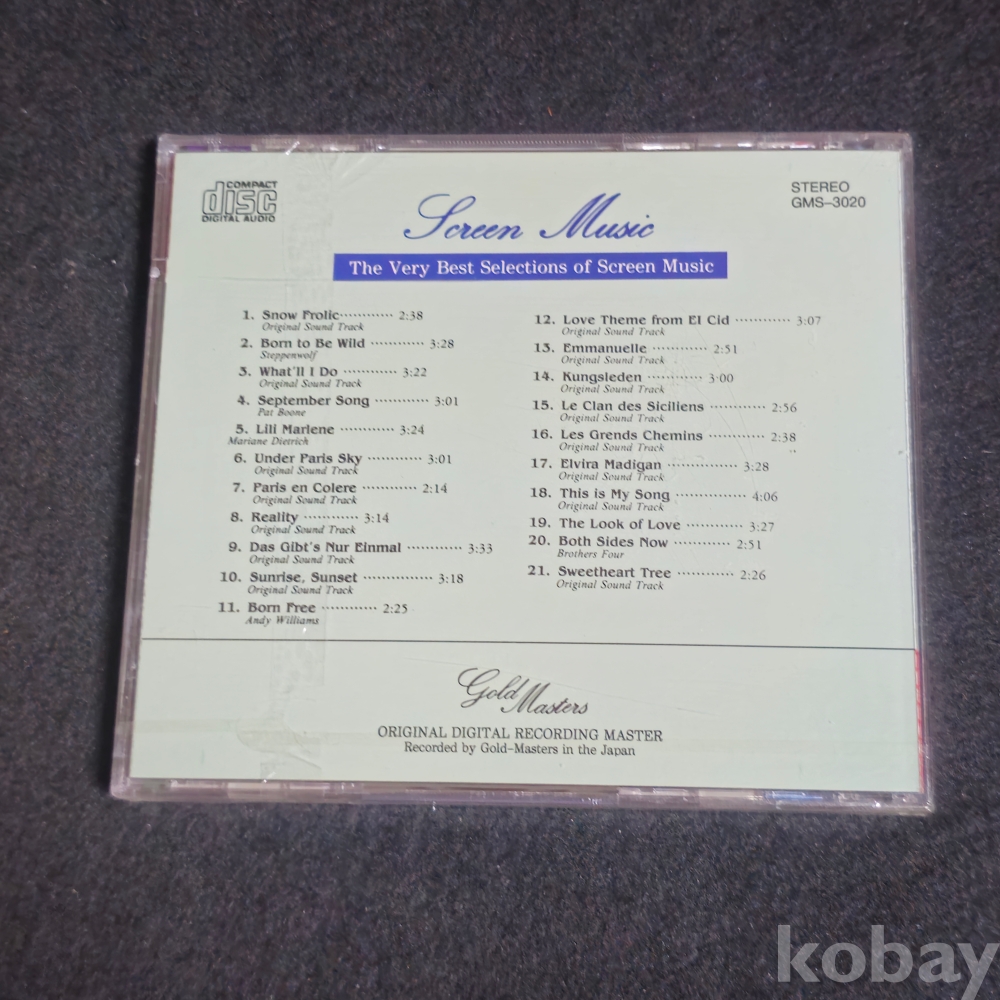 COMPACT
disc
DIGITAL AUDIO
STEREO
GMS-3020
Screen Music
The Very Best Selections of Screen Music
1. Snow Frolic············ 2:38
Original Sound Track
2. Born to Be Wild ············ 3:28
Steppenwolf
3. What'll I Do ············ 3:22
Original Sound Track
4. September Song ············ 3:01
Pat Boone
5. Lili Marlene ············ 3:24
Mariane Dietrich
6. Under Paris Sky ············ 3:01
Original Sound Track
7. Paris en Colere ············ 2:14
Original Sound Track
8. Reality ············ 3:14
Original Sound Track
9. Das Gibt's Nur Einmal ············ 3:33
Original Sound Track
10. Sunrise, Sunset ··············· 3:18
Original Sound Track
11. Born Free ············ 2:25
Andy Williams
12. Love Theme from El Cid ············ 3:07
Original Sound Track
13. Emmanuelle ············ 2:51
Original Sound Track
14. Kungsleden ············ 3:00
Original Sound Track
15. Le Clan des Siciliens ············ 2:56
Original Sound Track
16. Les Grends Chemins ············ 2:38
Original Sound Track
17. Elvira Madigan ··············· 3:28
Original Sound Track
18. This is My Song ··············· 4:06
Original Sound Track
19. The Look of Love ············ 3:27
20. Both Sides Now ············ 2:51
Brothers Four
21. Sweetheart Tree ············ 2:26
Original Sound Track
Gold Masters
ORIGINAL DIGITAL RECORDING MASTER
Recorded by Gold-Masters in the Japan
kobay